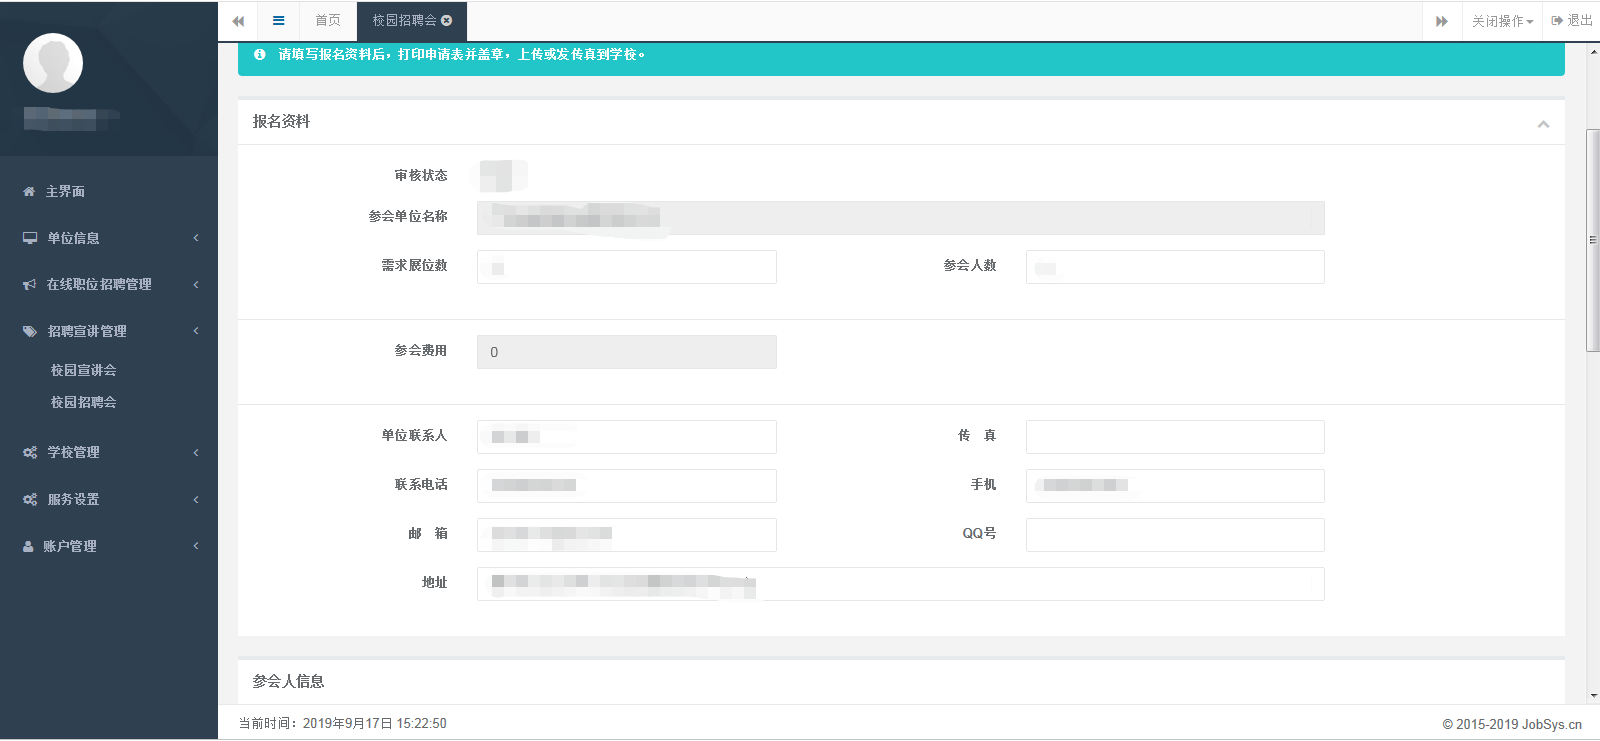 首页
校园招聘会
关闭操作
退出
请填写报名资料后，打印申请表并盖章，上传或发传真到学校。
主界面
单位信息
在线职位招聘管理
招聘宣讲管理
校园宣讲会
校园招聘会
学校管理
服务设置
账户管理
报名资料
审核状态
参会单位名称
需求展位数
参会人数
参会费用
0
单位联系人
传 真
联系电话
手机
邮 箱
QQ号
地址
参会人信息
当前时间：2019年9月17日 15:22:50
© 2015-2019 JobSys.cn